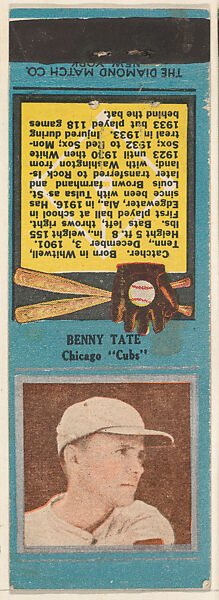 THE DIAMOND MATCH CO.
NEW YORK
Catcher. Born in Whitwell,
Tenn., December 3, 1901.
Height 5 ft. 8 in., weight 155
lbs. Bats left, throws right.
First played ball at school in
Edgewater, Ala., in 1916. Has
since been with Tulsa as St.
Louis Brown farmhand and
later transferred to Rock Is-
land; with Washington from
1923 until 1930 then White
Sox; 1932 to Red Sox; Mon-
treal in 1933. Injured during
1933 but played 118 games
behind the bat.
BENNY TATE
Chicago "Cubs"